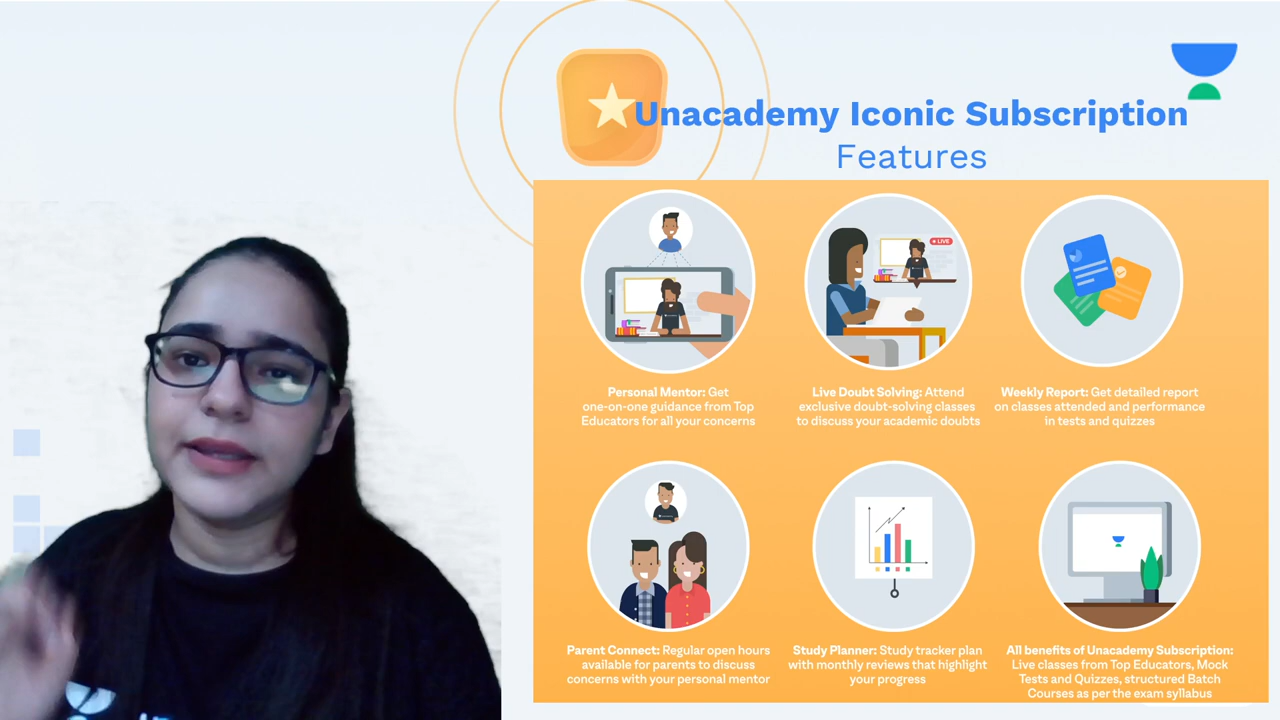 Unacademy Iconic Subscription
Features
LIVE
Personal Mentor: Get
one-on-one guidance from Top
Educators for all your concerns
Live Doubt Solving: Attend
exclusive doubt-solving classes
to discuss your academic doubts
Weekly Report: Get detailed report
on classes attended and performance
in tests and quizzes
Parent Connect: Regular open hours
available for parents to discuss
concerns with your personal mentor
Study Planner: Study tracker plan
with monthly reviews that highlight
your progress
All benefits of Unacademy Subscription:
Live classes from Top Educators, Mock
Tests and Quizzes, structured Batch
Courses as per the exam syllabus